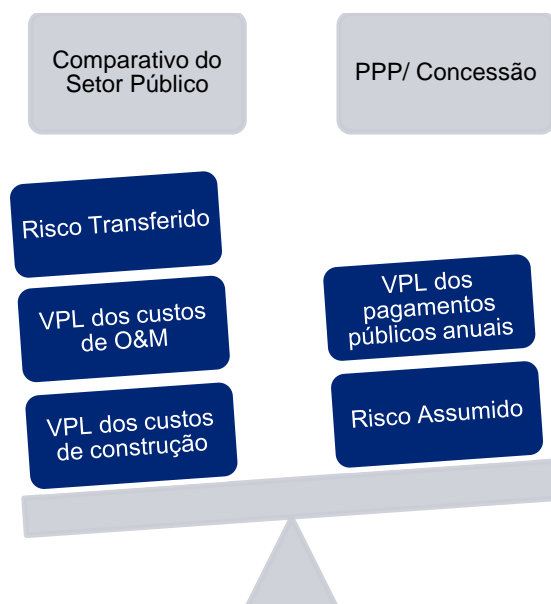 Comparativo do
Setor Público
PPP/ Concessão
Risco Transferido
VPL dos custos
de O&M
VPL dos custos
de construção
VPL dos
pagamentos
públicos anuais
Risco Assumido